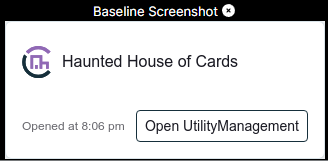 Baseline Screenshot
Haunted House of Cards
Opened at 8:06 pm
Open UtilityManagement